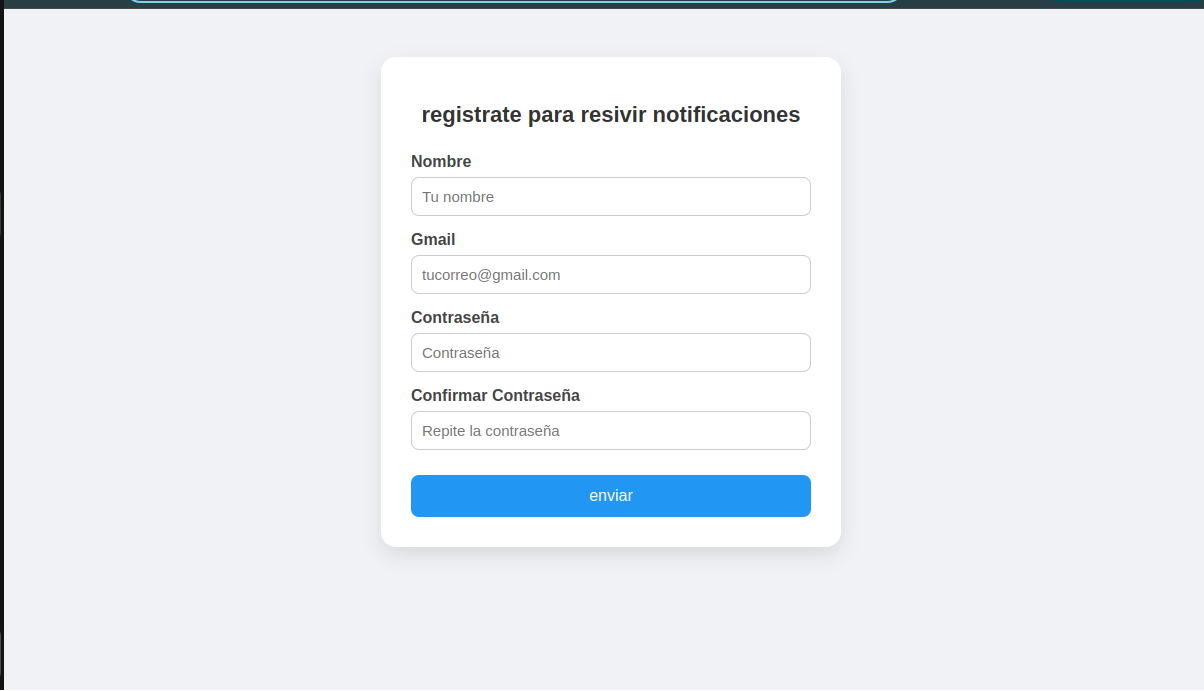 registrate para resivir notificaciones
Nombre
Tu nombre
Gmail
tucorreo@gmail.com
Contraseña
Contraseña
Confirmar Contraseña
Repite la contraseña
enviar